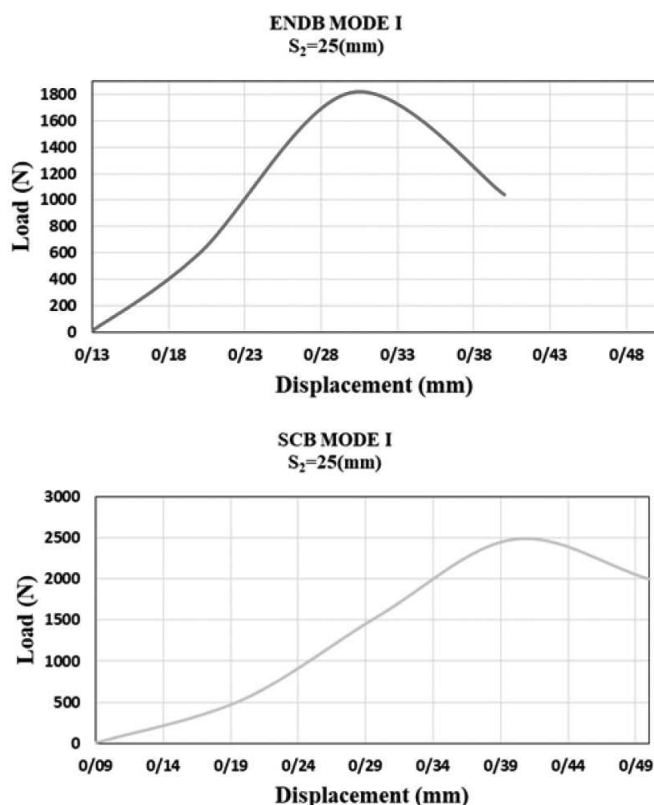 ENDB MODE I
S₂=25(mm)
1800
1600
1400
1200
1000
800
600
400
200
0
Load (N)
0/13 0/18 0/23 0/28 0/33 0/38 0/43 0/48
Displacement (mm)
SCB MODE I
S₂=25(mm)
3000
2500
2000
1500
1000
500
0
Load (N)
0/09 0/14 0/19 0/24 0/29 0/34 0/39 0/44 0/49
Displacement (mm)